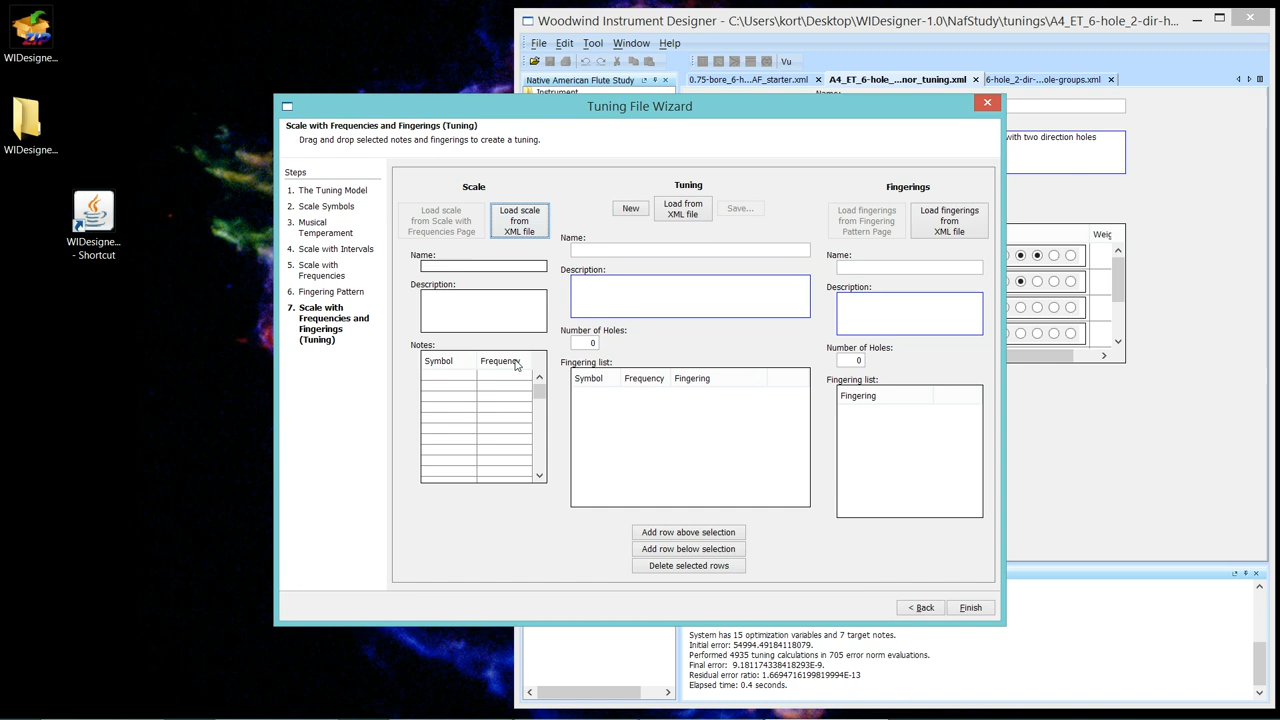 WIDesigne...
WIDesigne...
WIDesigne...
- Shortcut
Woodwind Instrument Designer - C:\Users\kort\Desktop\WIDesigner-1.0\NafStudy\tunings\A4_ET_6-hole_2-dir-h...
File Edit Tool Window Help
Vu
Native American Flute Study
Instrument
0.75-bore_6-h...AF_starter.xml
A4_ET_6-hole_...nor_tuning.xml
6-hole_2-dir-...ole-groups.xml
Name:
with two direction holes
Weig
Tuning File Wizard
Scale with Frequencies and Fingerings (Tuning)
Drag and drop selected notes and fingerings to create a tuning.
Steps
1. The Tuning Model
2. Scale Symbols
3. Musical
Temperament
4. Scale with Intervals
5. Scale with
Frequencies
6. Fingering Pattern
7. Scale with
Frequencies and
Fingerings
(Tuning)
Scale
Load scale
from Scale with
Frequencies Page
Load scale
from
XML file
Name:
Description:
Notes:
Symbol Frequency
Tuning
New
Load from
XML file
Save...
Name:
Description:
Number of Holes:
0
Fingering list:
Symbol Frequency Fingering
Add row above selection
Add row below selection
Delete selected rows
Fingerings
Load fingerings
from Fingering
Pattern Page
Load fingerings
from
XML file
Name:
Description:
Number of Holes:
0
Fingering list:
Fingering
< Back Finish
System has 15 optimization variables and 7 target notes.
Initial error: 54994.49184118079.
Performed 4935 tuning calculations in 705 error norm evaluations.
Final error: 9.181174338418293E-9.
Residual error ratio: 1.6694716199819994E-13
Elapsed time: 0.4 seconds.